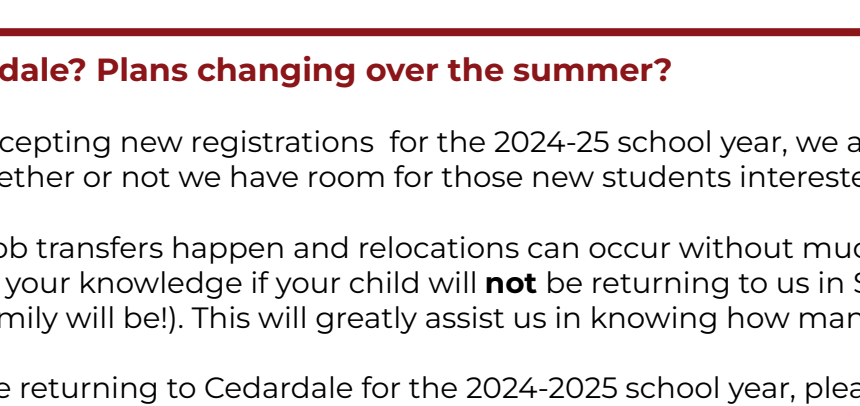 dale? Plans changing over the summer?
cepting new registrations for the 2024-25 school year, we a
ether or not we have room for those new students intereste
ob transfers happen and relocations can occur without muc
your knowledge if your child will not be returning to us in S
mily will be!). This will greatly assist us in knowing how man
e returning to Cedardale for the 2024-2025 school year, plea